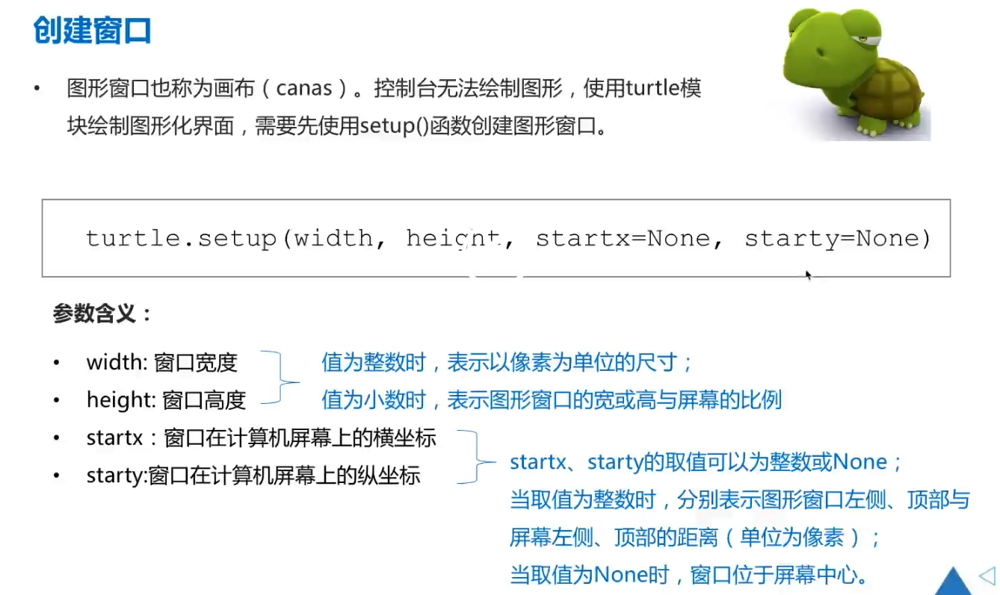 创建窗口
• 图形窗口也称为画布（canas）。控制台无法绘制图形，使用turtle模
块绘制图形化界面，需要先使用setup()函数创建图形窗口。
turtle.setup(width, height, startx=None, starty=None)
参数含义：
• width: 窗口宽度
• height: 窗口高度
值为整数时，表示以像素为单位的尺寸；
值为小数时，表示图形窗口的宽或高与屏幕的比例
• startx：窗口在计算机屏幕上的横坐标
• starty:窗口在计算机屏幕上的纵坐标
startx、starty的取值可以为整数或None；
当取值为整数时，分别表示图形窗口左侧、顶部与
屏幕左侧、顶部的距离（单位为像素）；
当取值为None时，窗口位于屏幕中心。